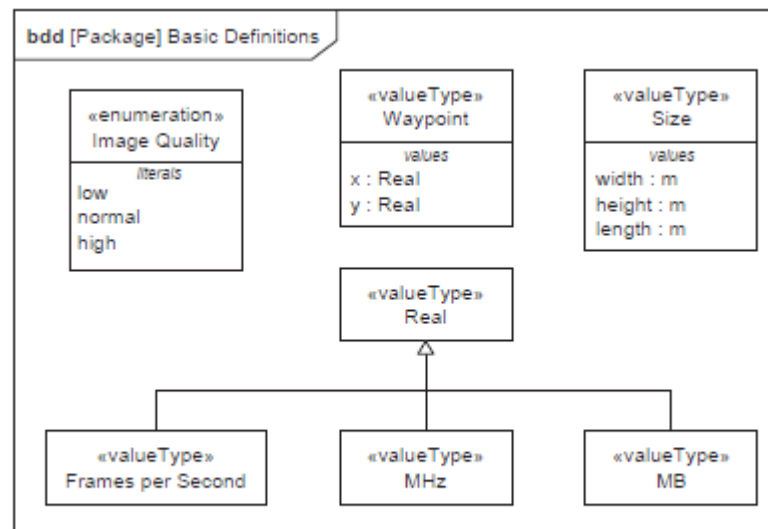 bdd [Package] Basic Definitions
«enumeration»
Image Quality
literals
low
normal
high
«valueType»
Waypoint
values
x : Real
y : Real
«valueType»
Size
values
width : m
height : m
length : m
«valueType»
Real
«valueType»
Frames per Second
«valueType»
MHz
«valueType»
MB